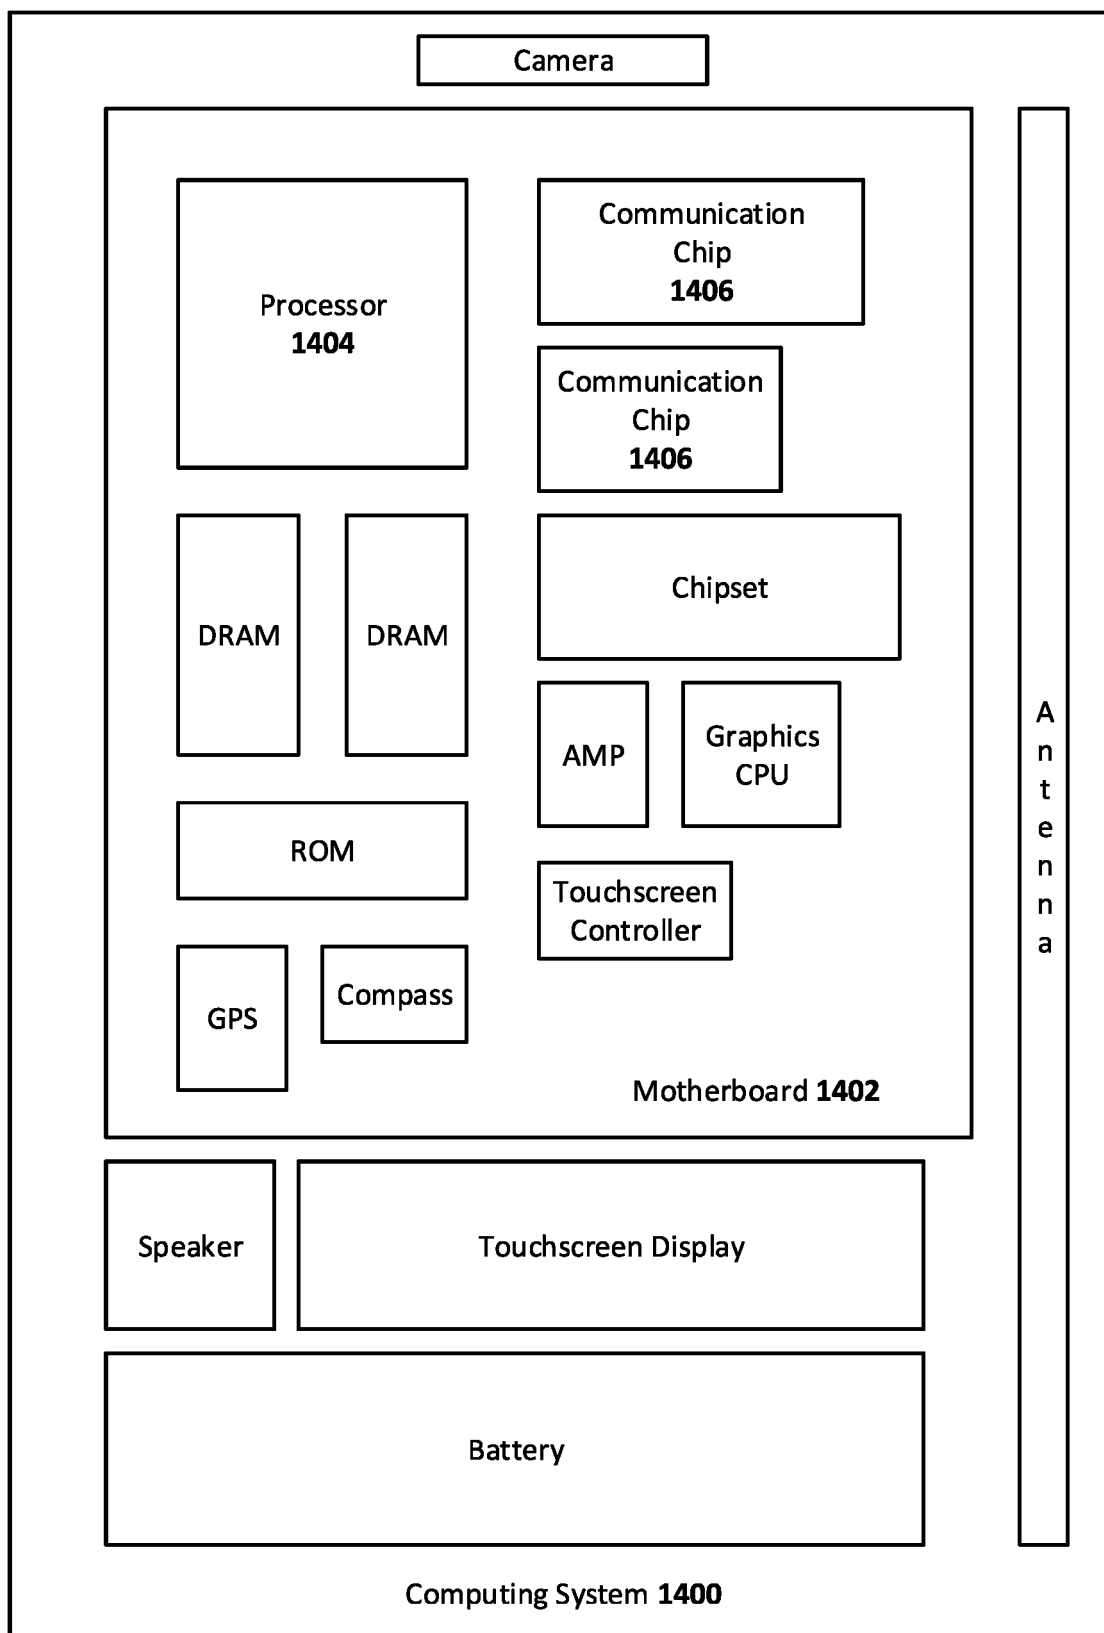 Camera
Processor
1404
Communication
Chip
1406
Communication
Chip
1406
DRAM
DRAM
Chipset
AMP
Graphics
CPU
ROM
Touchscreen
Controller
GPS
Compass
Motherboard 1402
Antenna
Speaker
Touchscreen Display
Battery
Computing System 1400